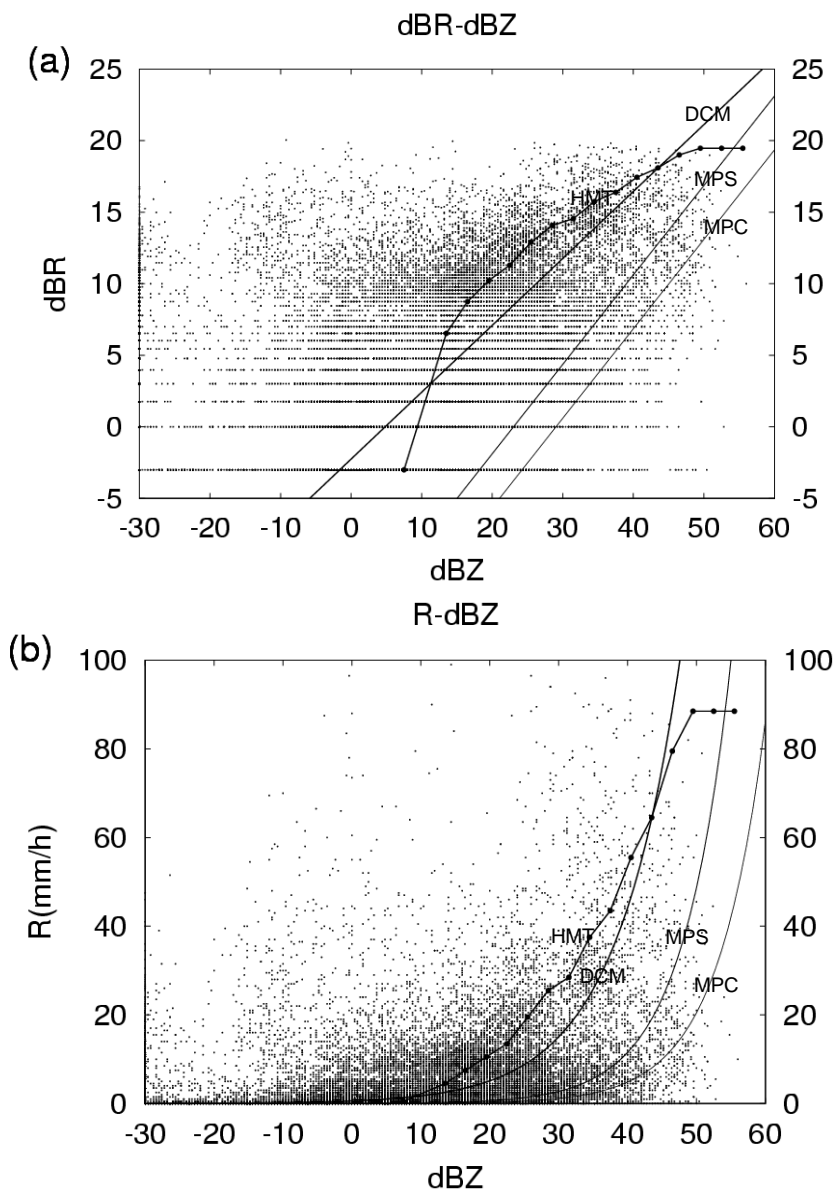 dBR-dBZ
(a)
25 25
20 20
15 15
10 10
5 5
0 0
-5 -5
dBR
DCM
HMT
MPS
MPC
-30 -20 -10 0 10 20 30 40 50 60
dBZ
R-dBZ
(b)
100 100
80 80
60 60
40 40
20 20
0 0
R(mm/h)
HMT
MPS
DCM
MPC
-30 -20 -10 0 10 20 30 40 50 60
dBZ